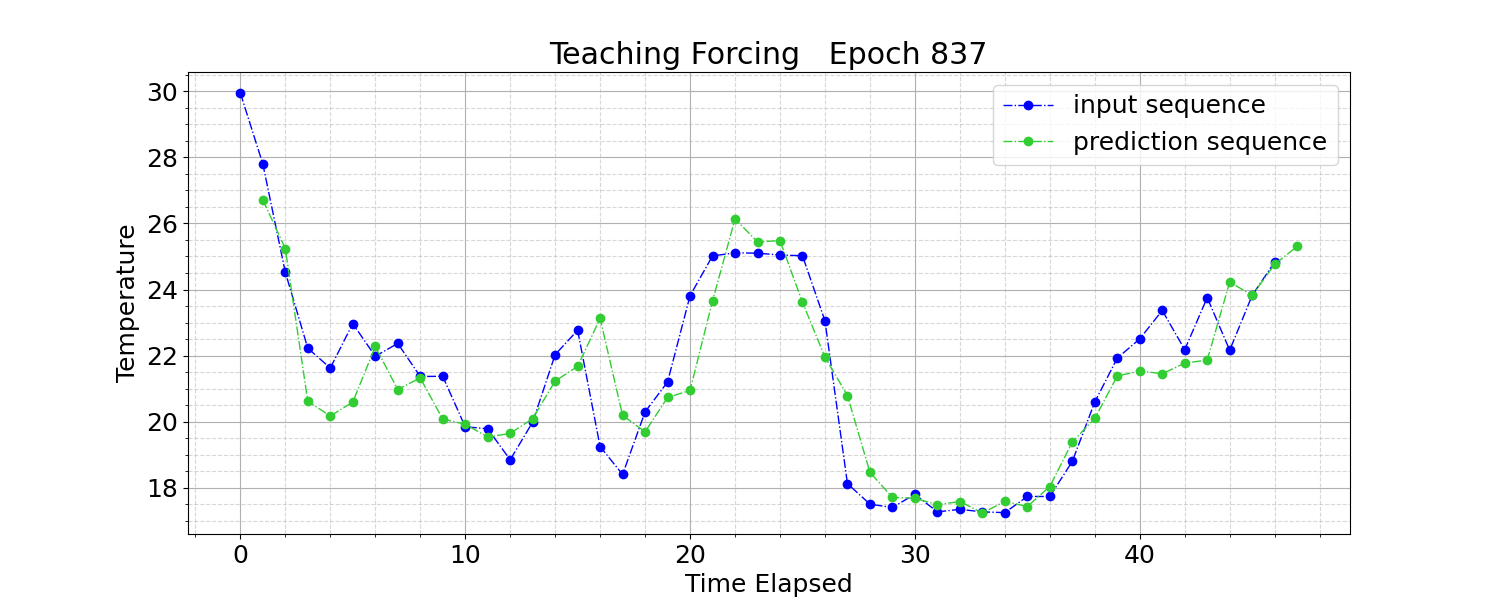 Teaching Forcing   Epoch 837
30
28
26
24
22
20
18
Temperature
input sequence
prediction sequence
0 10 20 30 40
Time Elapsed